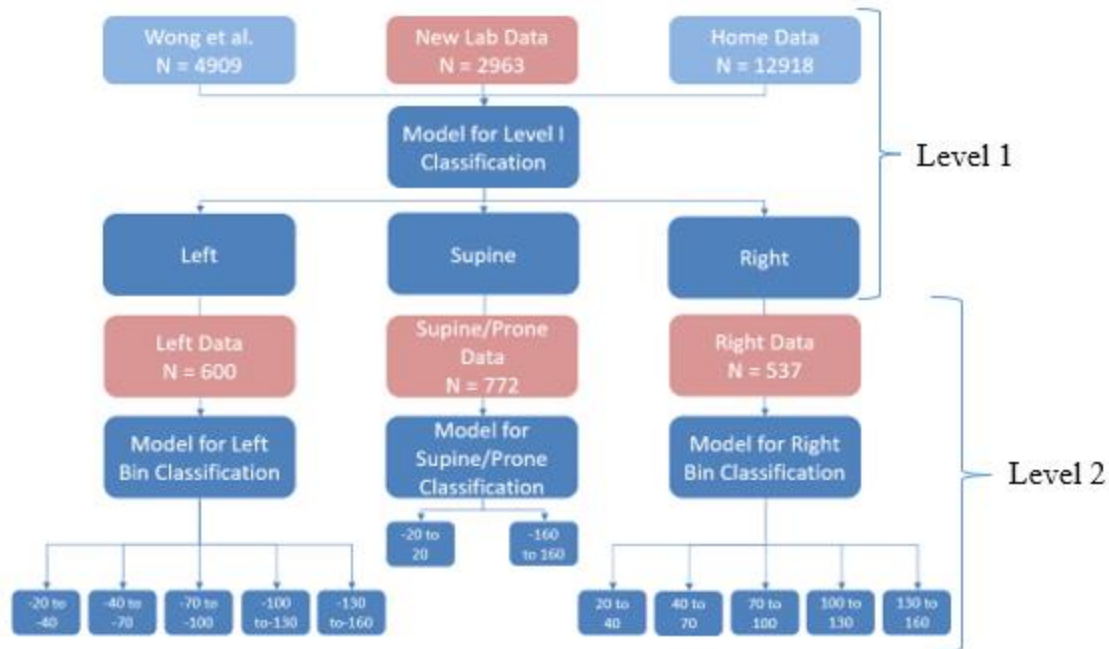 Wong et al.
N = 4909
New Lab Data
N = 2963
Home Data
N = 12918
Model for Level I
Classification
Level 1
Left
Supine
Right
Left Data
N = 600
Supine/Prone
Data
N = 772
Right Data
N = 537
Model for Left
Bin Classification
Model for
Supine/Prone
Classification
Model for Right
Bin Classification
Level 2
-20 to
20
-160
to 160
-20 to
-40
-40 to
-70
-70 to
-100
-100
to-130
-130
to-160
20 to
40
40 to
70
70 to
100
100 to
130
130 to
160